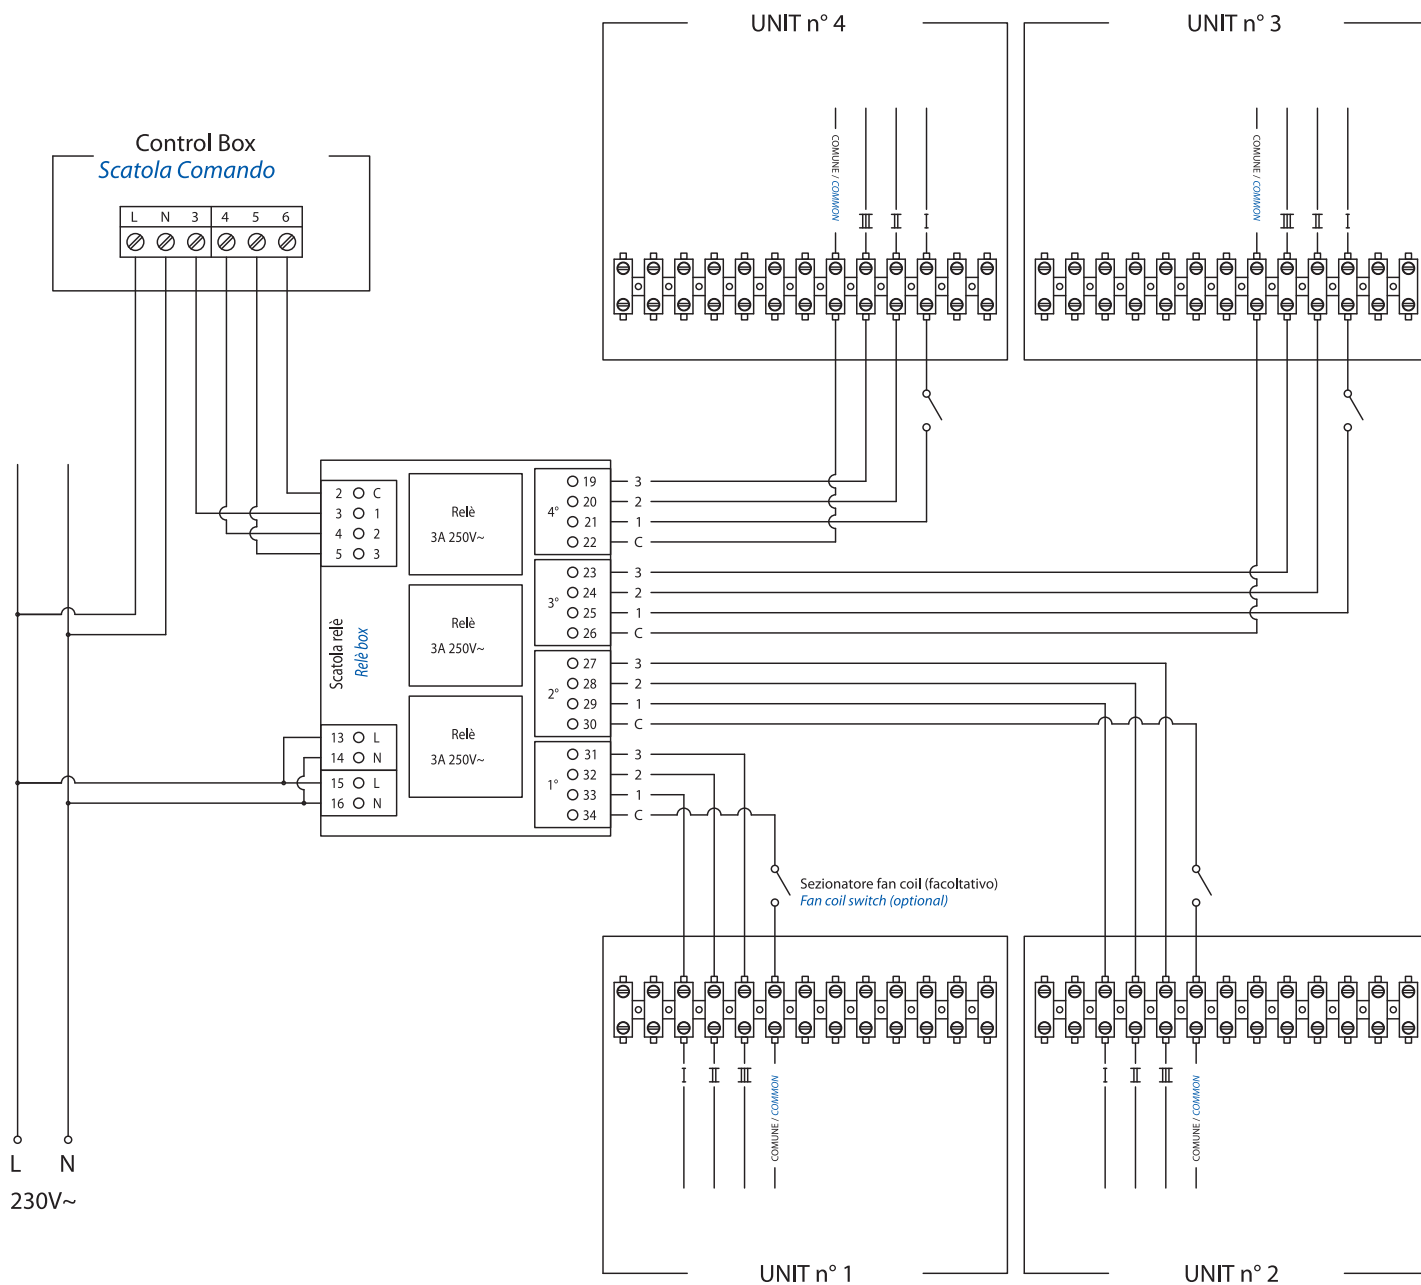 UNIT n° 4
UNIT n° 3
Control Box
Scatola Comando
L N 3 4 5 6
COMUNE / COMMON
III II I
COMUNE / COMMON
III II I
2 C
3 1
4 2
5 3
Scatola relè
Relè box
13 L
14 N
15 L
16 N
Relè
3A 250V~
Relè
3A 250V~
Relè
3A 250V~
4°
19 3
20 2
21 1
22 C
3°
23 3
24 2
25 1
26 C
2°
27 3
28 2
29 1
30 C
1°
31 3
32 2
33 1
34 C
Sezionatore fan coil (facoltativo)
Fan coil switch (optional)
I II III
COMUNE / COMMON
I II III
COMUNE / COMMON
L N
230V~
UNIT n° 1
UNIT n° 2